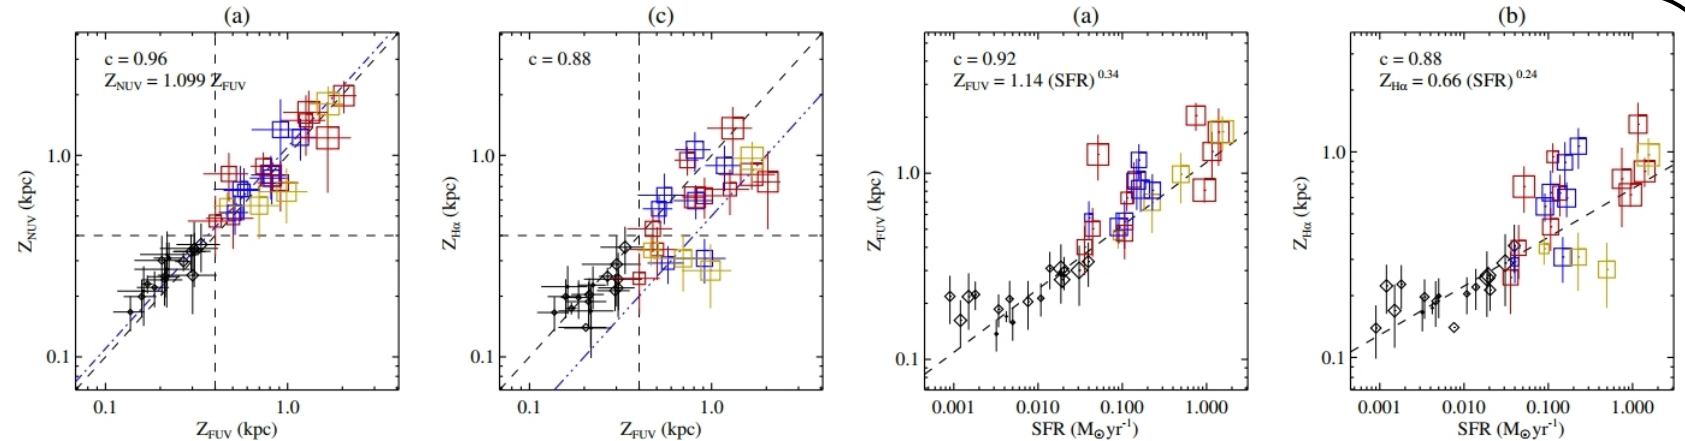 (a)
c = 0.96
Z_NUV = 1.099 Z_FUV
Z_NUV (kpc)
1.0
0.1
0.1 1.0
Z_FUV (kpc)
(c)
c = 0.88
Z_Hα (kpc)
1.0
0.1
0.1 1.0
Z_FUV (kpc)
(a)
c = 0.92
Z_FUV = 1.14 (SFR)^0.34
Z_FUV (kpc)
1.0
0.1
0.001 0.010 0.100 1.000
SFR (M⊙yr⁻¹)
(b)
c = 0.88
Z_Hα = 0.66 (SFR)^0.24
Z_Hα (kpc)
1.0
0.1
0.001 0.010 0.100 1.000
SFR (M⊙yr⁻¹)